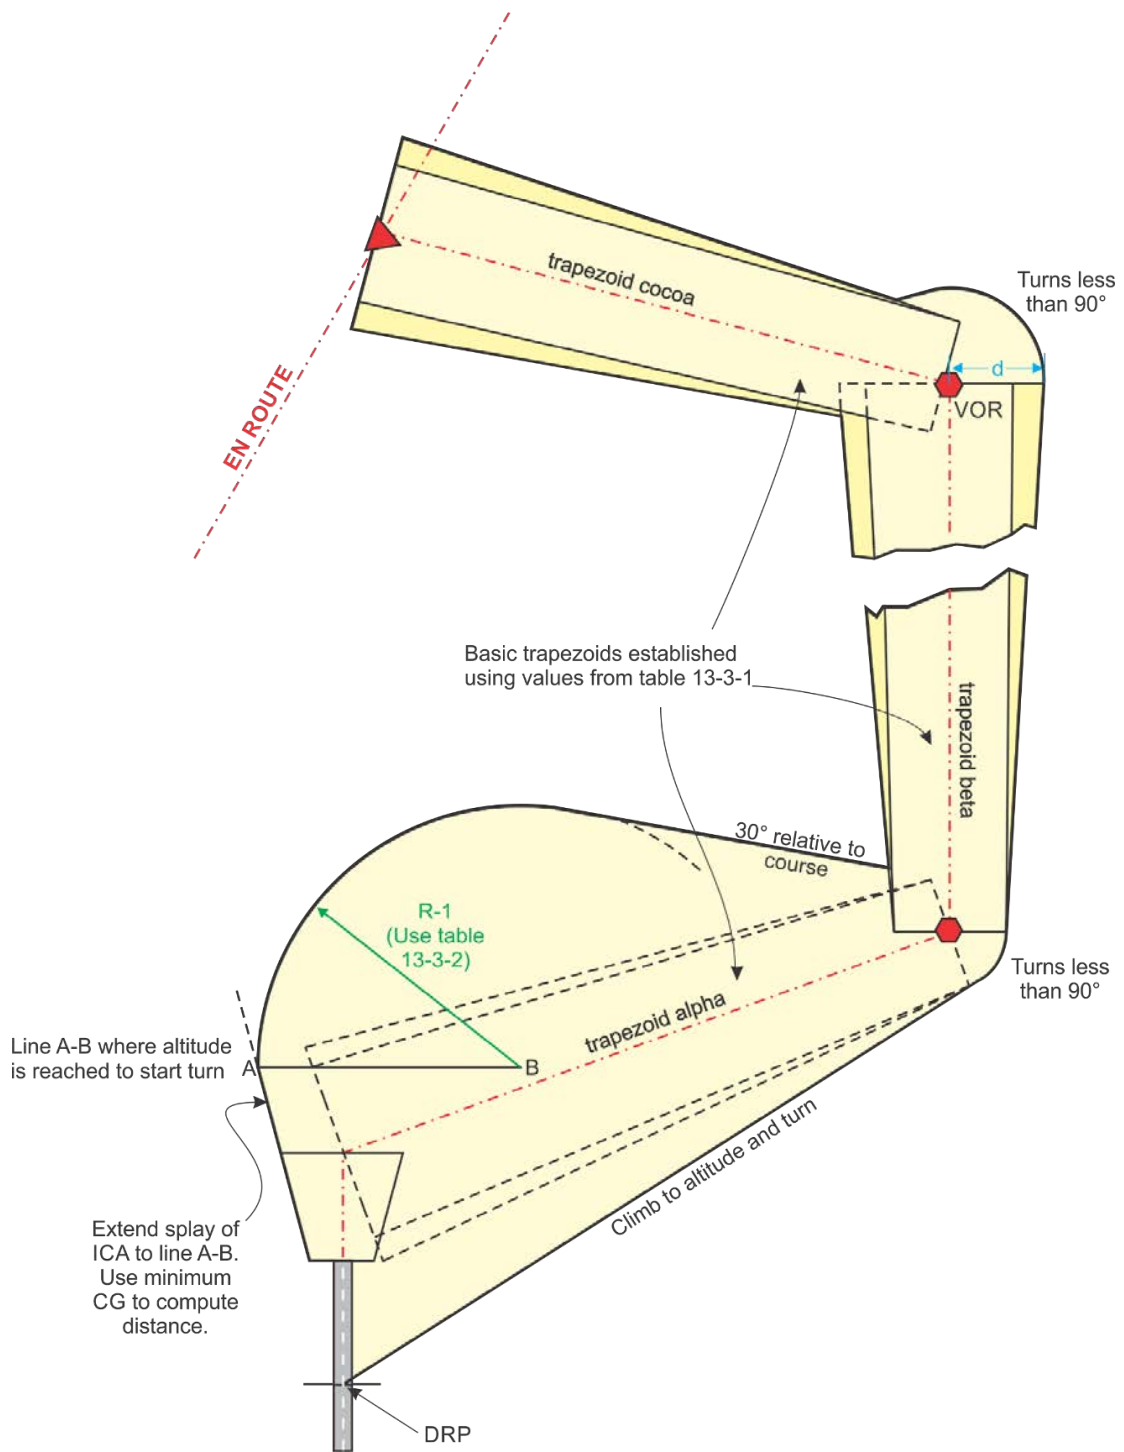 trapezoid cocoa
Turns less
than 90°
d
VOR
EN ROUTE
Basic trapezoids established
using values from table 13-3-1
trapezoid beta
30° relative to
course
R-1
(Use table
13-3-2)
Turns less
than 90°
trapezoid alpha
Line A-B where altitude
is reached to start turn
A
B
Climb to altitude and turn
Extend splay of
ICA to line A-B.
Use minimum
CG to compute
distance.
DRP